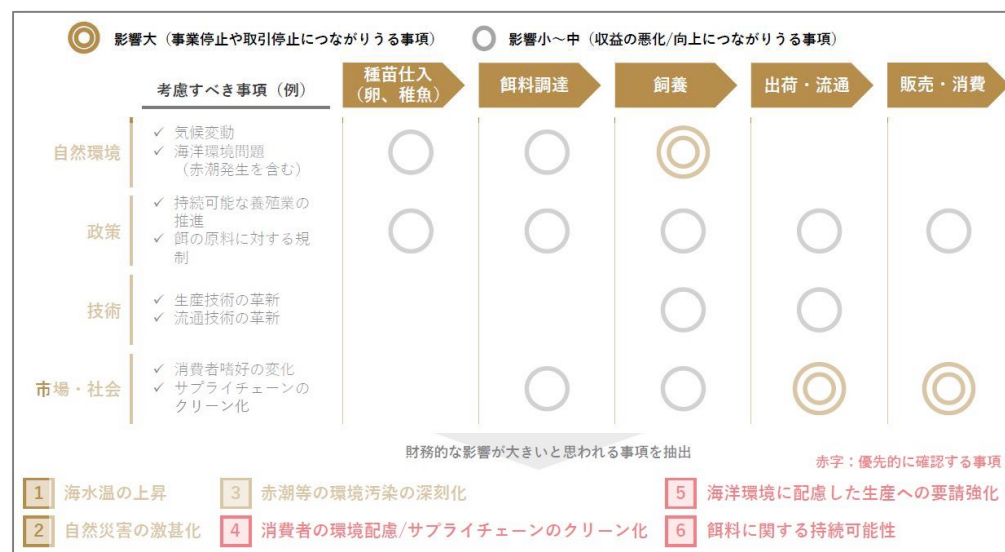 影響大（事業停止や取引停止につながりうる事項）
影響小～中（収益の悪化/向上につながりうる事項）
考慮すべき事項（例）
種苗仕入
（卵、稚魚）
餌料調達
飼養
出荷・流通
販売・消費
自然環境
✓ 気候変動
✓ 海洋環境問題
（赤潮発生を含む）
政策
✓ 持続可能な養殖業の
推進
✓ 餌の原料に対する規
制
技術
✓ 生産技術の革新
✓ 流通技術の革新
市場・社会
✓ 消費者嗜好の変化
✓ サプライチェーンの
クリーン化
財務的な影響が大きいと思われる事項を抽出
赤字：優先的に確認する事項
1 海水温の上昇
3 赤潮等の環境汚染の深刻化
5 海洋環境に配慮した生産への要請強化
2 自然災害の激甚化
4 消費者の環境配慮/サプライチェーンのクリーン化
6 餌料に関する持続可能性